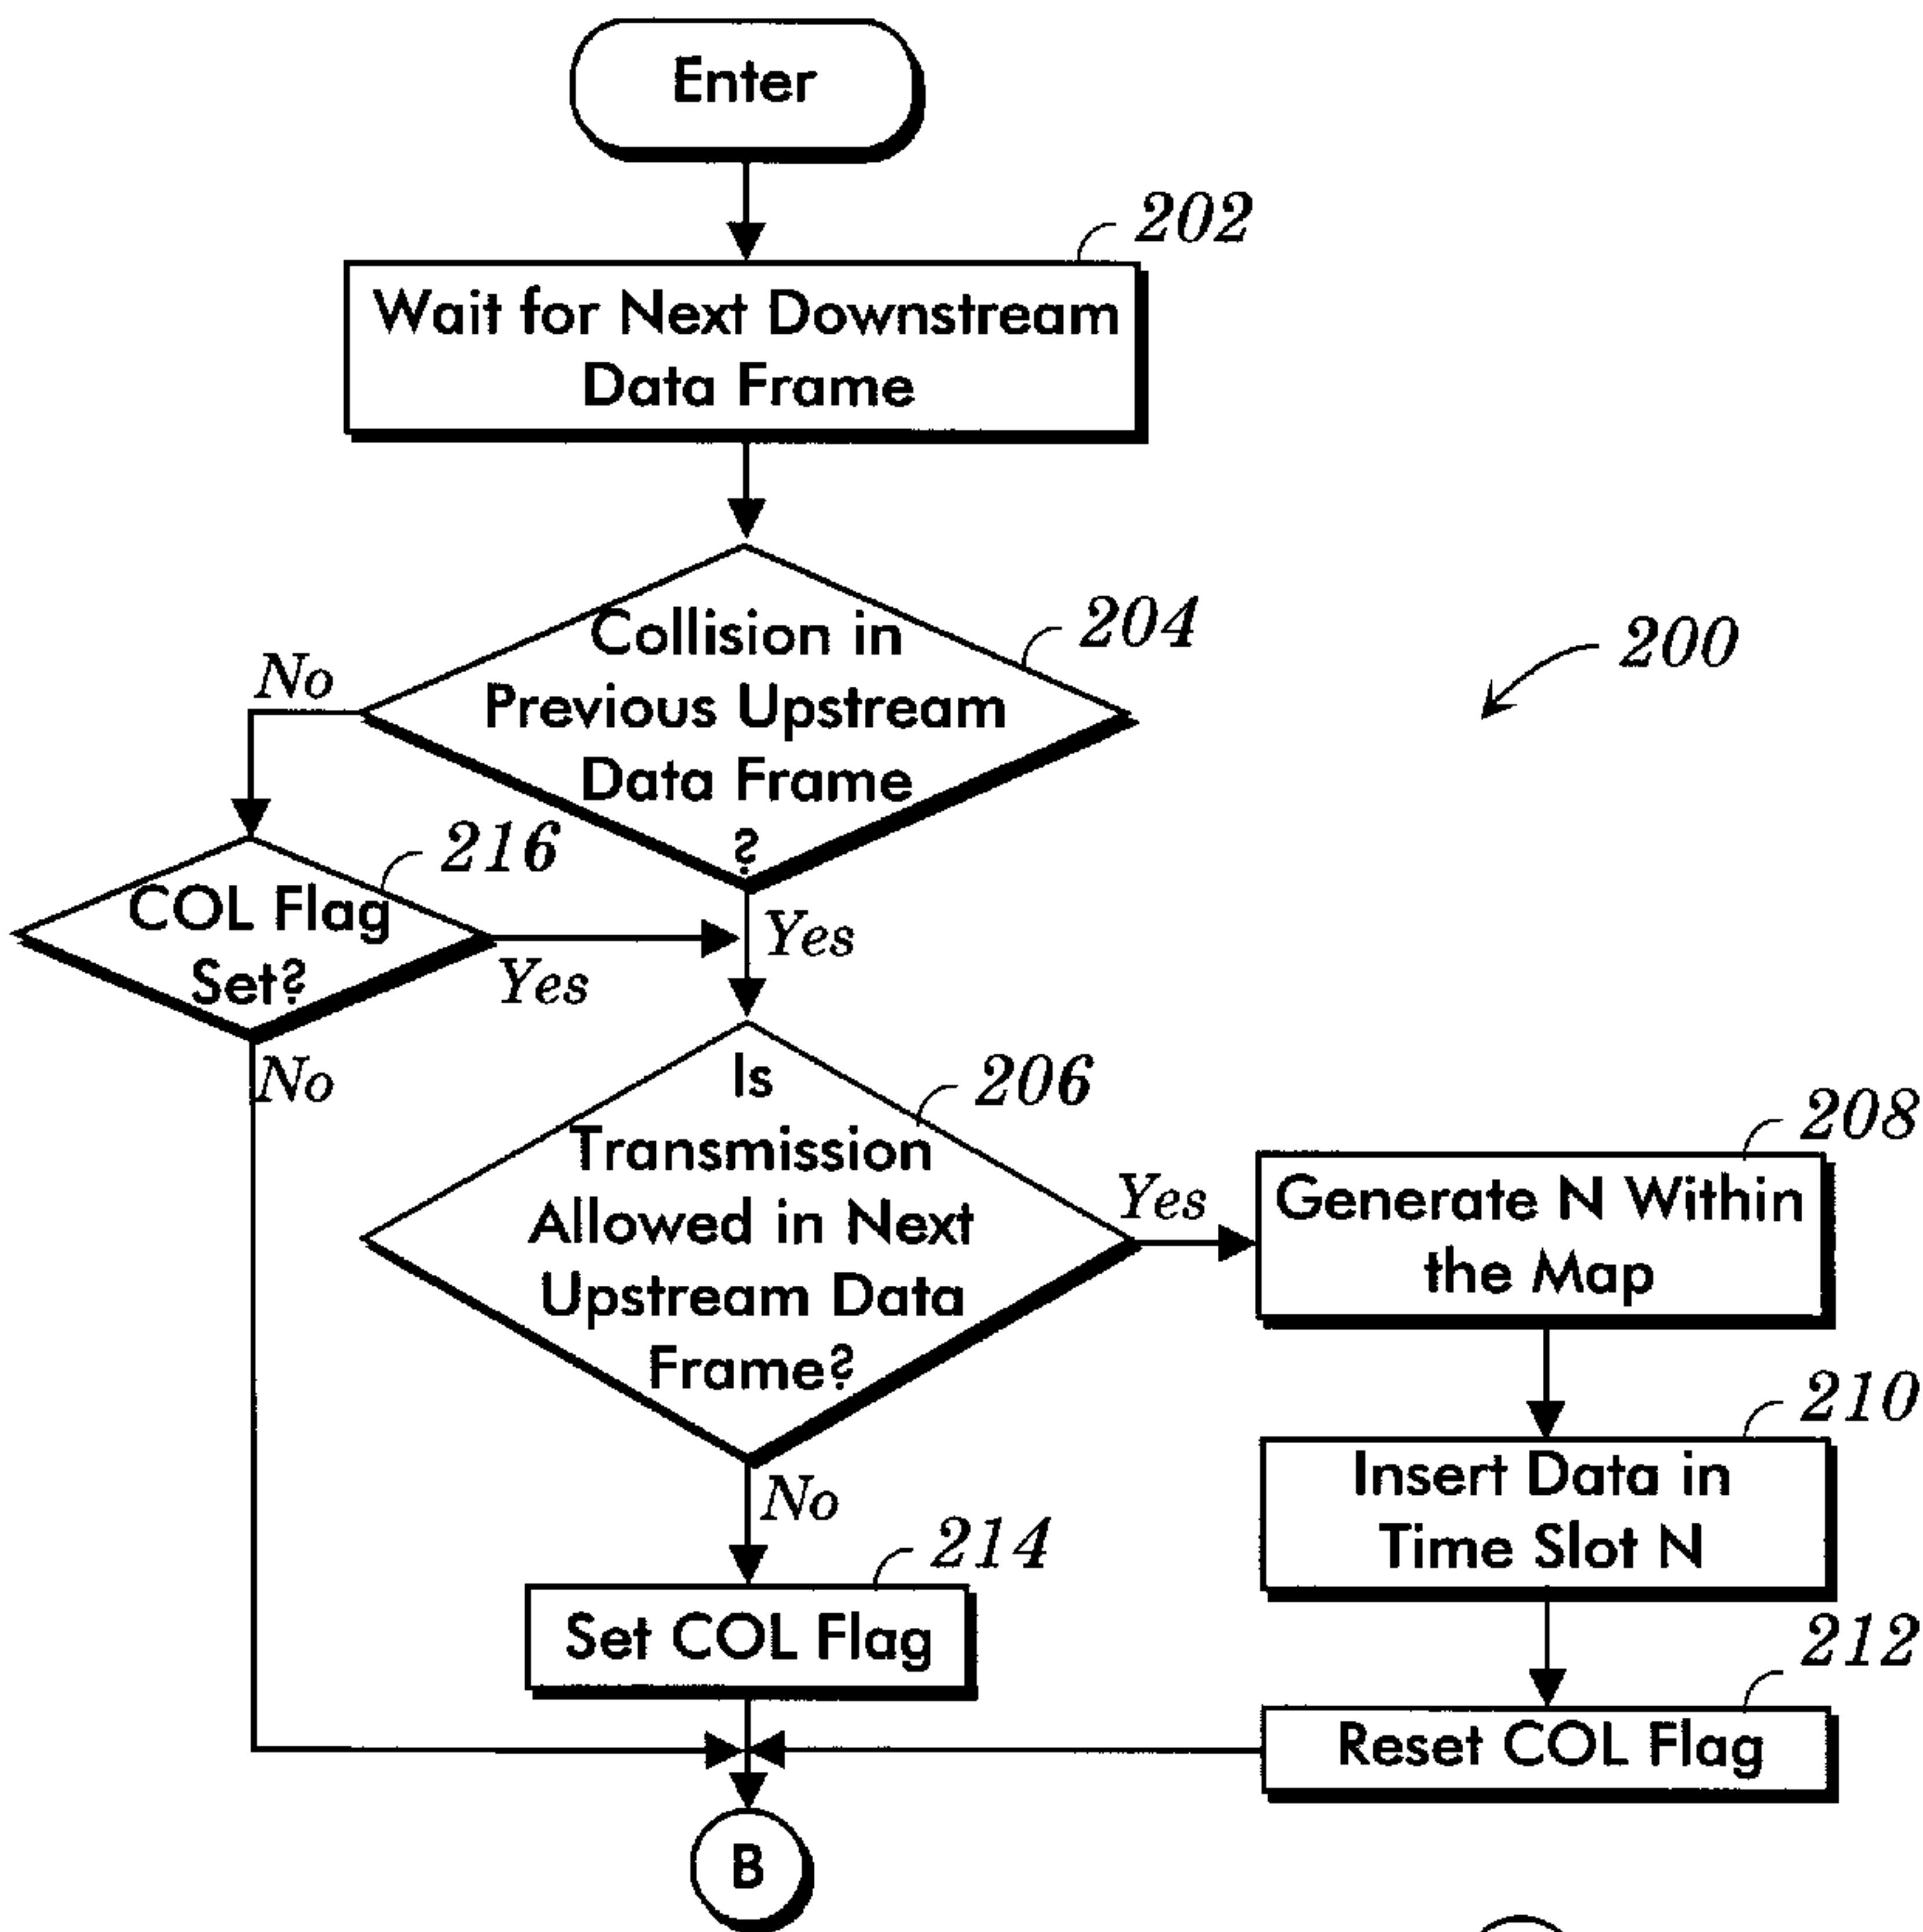 Enter
202
Wait for Next Downstream
Data Frame
204
Collision in
Previous Upstream
Data Frame
?
200
No
216
COL Flag
Set?
Yes
Yes
No
Is
206
Transmission
Allowed in Next
Upstream Data
Frame?
Yes
208
Generate N Within
the Map
210
Insert Data in
Time Slot N
No
214
Set COL Flag
212
Reset COL Flag
B